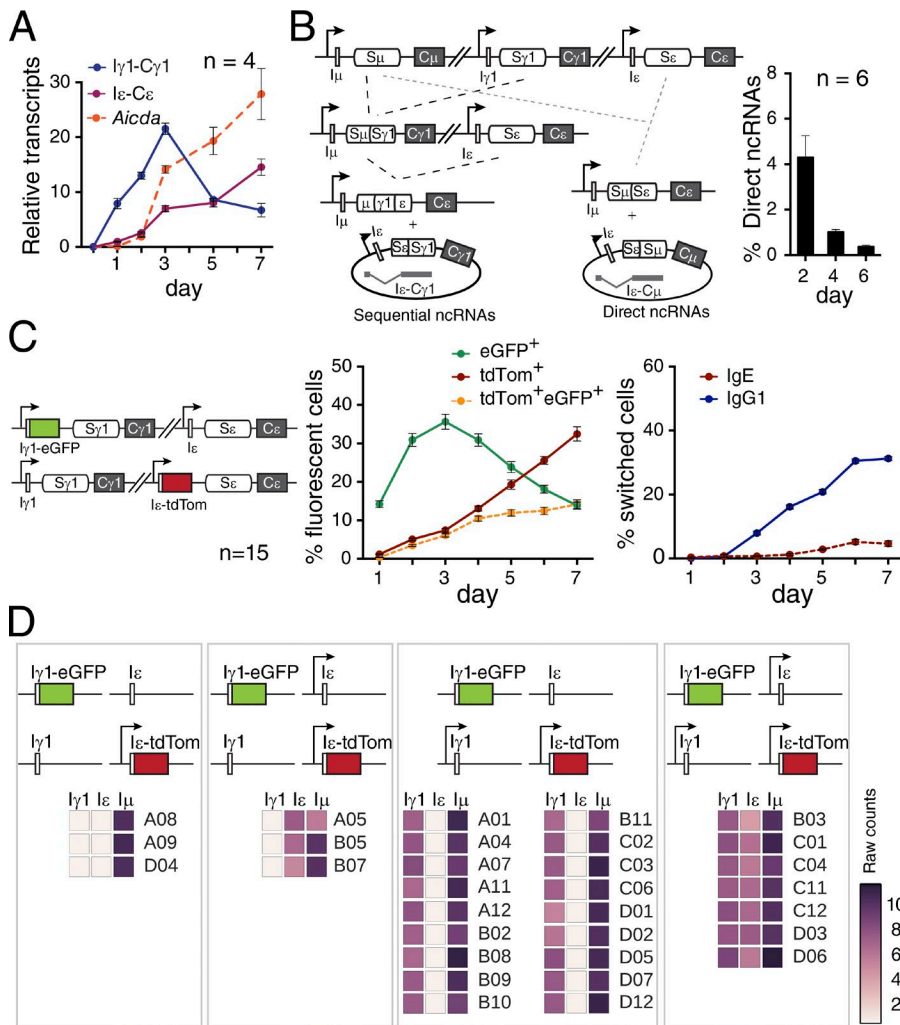 A
Iγ1-Cγ1
n = 4
Iε-Cε
Aicda
Relative transcripts
30
20
10
0
1
3
5
7
day
B
Sμ
Cμ
Sγ1
Cγ1
Sε
Cε
Iμ
Iγ1
Iε
Sμ
Sγ1
Cγ1
Sε
Cε
Iμ
Iε
μ
γ1
ε
Cε
Iμ
+
Iε
Sε
Sγ1
Cγ1
Iε-Cγ1
Sequential ncRNAs
Sμ
Sε
Cε
Iμ
+
Iε
Sε
Sμ
Cμ
Iε-Cμ
Direct ncRNAs
n = 6
% Direct ncRNAs
8
6
4
2
0
2
4
6
day
C
Sγ1
Cγ1
Sε
Cε
Iγ1-eGFP
Iε
Sγ1
Cγ1
Sε
Cε
Iγ1
Iε-tdTom
n=15
eGFP+
tdTom+
tdTom+eGFP+
% fluorescent cells
50
40
30
20
10
0
1
3
5
7
day
IgE
IgG1
% switched cells
60
40
20
0
1
3
5
7
day
D
Iγ1-eGFP
Iε
Iγ1
Iε-tdTom
Iγ1 Iε Iμ
A08
A09
D04
Iγ1-eGFP
Iε
Iγ1
Iε-tdTom
Iγ1 Iε Iμ
A05
B05
B07
Iγ1-eGFP
Iε
Iγ1
Iε-tdTom
Iγ1 Iε Iμ
A01
A04
A07
A11
A12
B02
B08
B09
B10
Iγ1 Iε Iμ
B11
C02
C03
C06
D01
D02
D05
D07
D12
Iγ1-eGFP
Iε
Iγ1
Iε-tdTom
Iγ1 Iε Iμ
B03
C01
C04
C11
C12
D03
D06
Raw counts
10
8
6
4
2